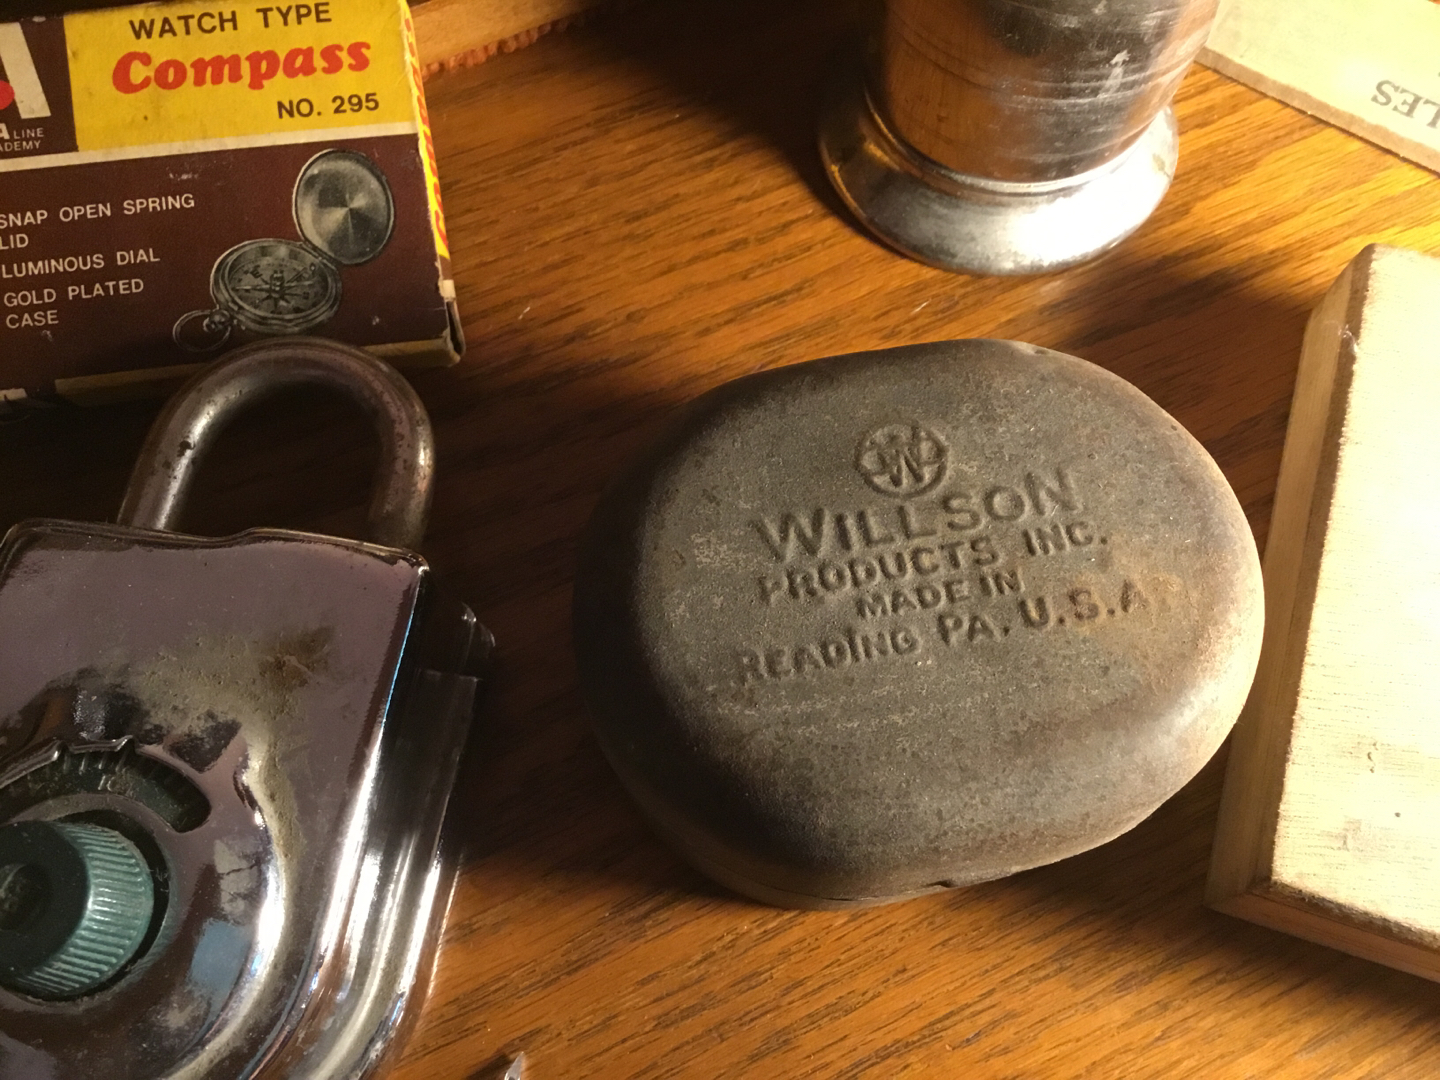 WATCH TYPE
Compass
NO. 295
LINE
SNAP OPEN SPRING
LID
LUMINOUS DIAL
GOLD PLATED
CASE
W
WILLSON
PRODUCTS INC.
MADE IN
READING PA. U.S.A.